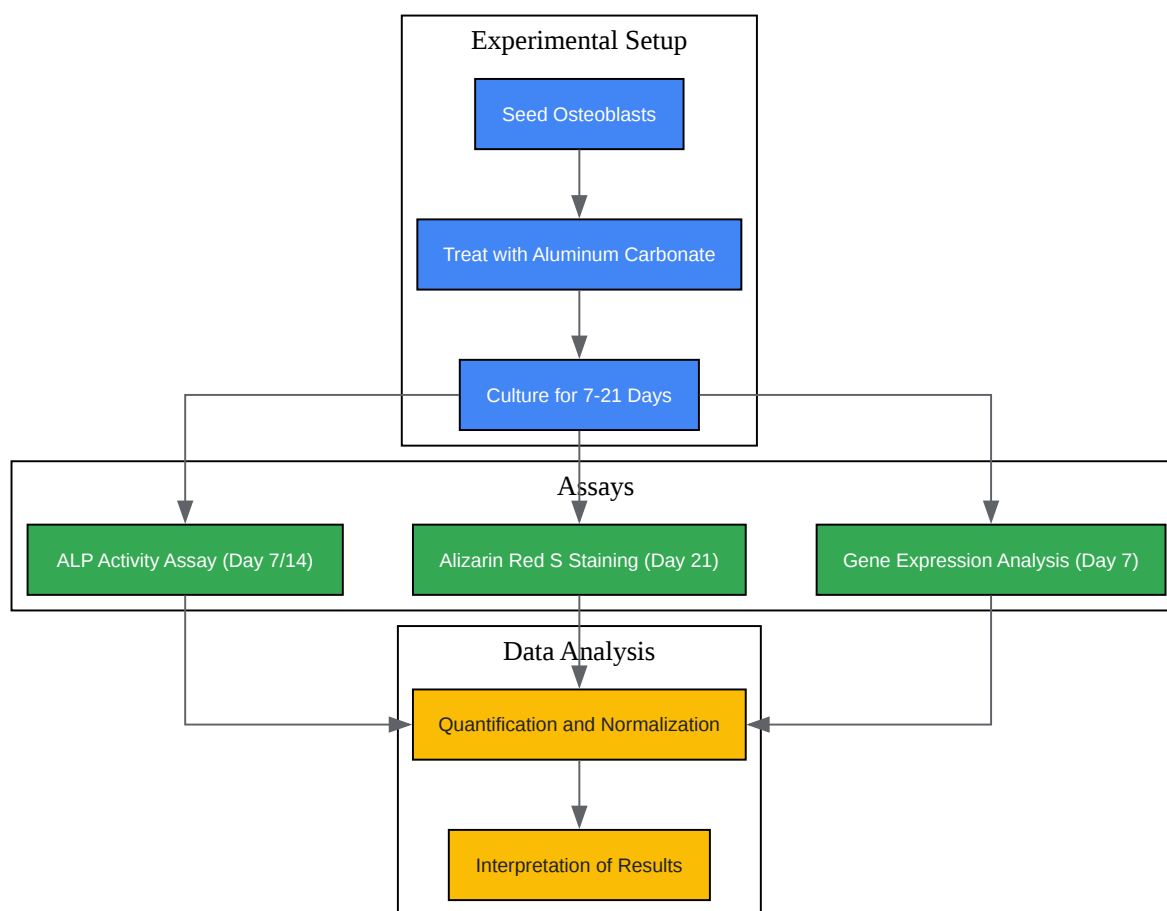 Experimental Setup
Seed Osteoblasts
Treat with Aluminum Carbonate
Culture for 7-21 Days
Assays
ALP Activity Assay (Day 7/14)
Alizarin Red S Staining (Day 21)
Gene Expression Analysis (Day 7)
Data Analysis
Quantification and Normalization
Interpretation of Results